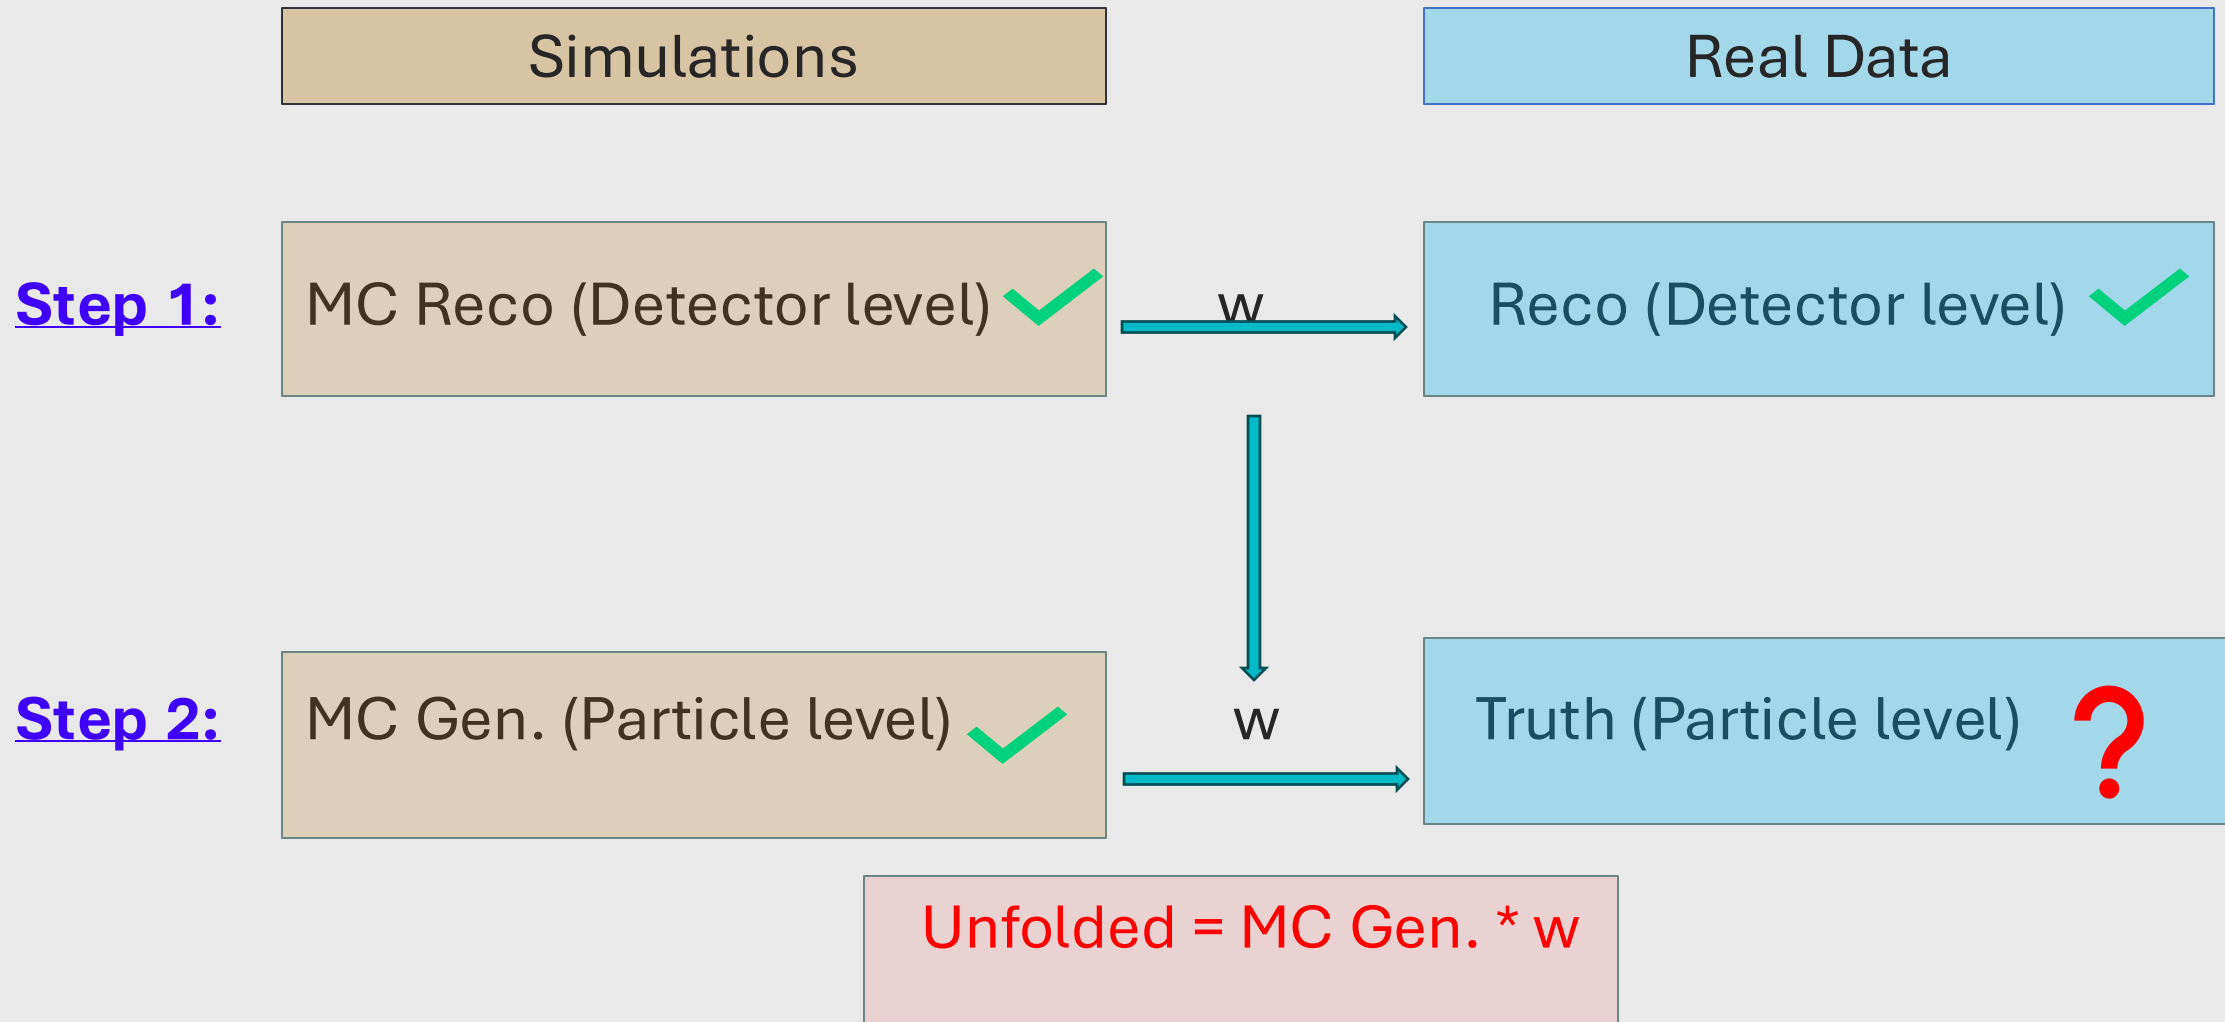 Simulations
Real Data
Step 1:
MC Reco (Detector level)
w
Reco (Detector level)
Step 2:
MC Gen. (Particle level)
w
Truth (Particle level)
?
Unfolded = MC Gen. * w